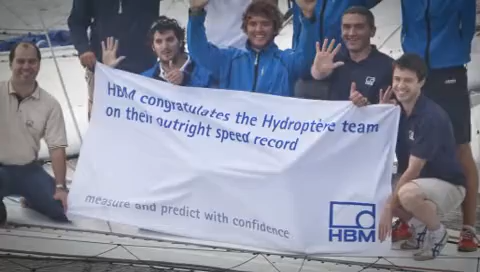 HBM congratulates the Hydroptère team
on their outright speed record
measure and predict with confidence
HBM